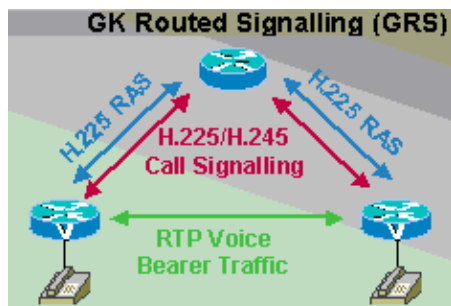 GK Routed Signalling (GRS)
H.225 RAS
H.225 RAS
H.225/H.245
Call Signalling
RTP Voice
Bearer Traffic